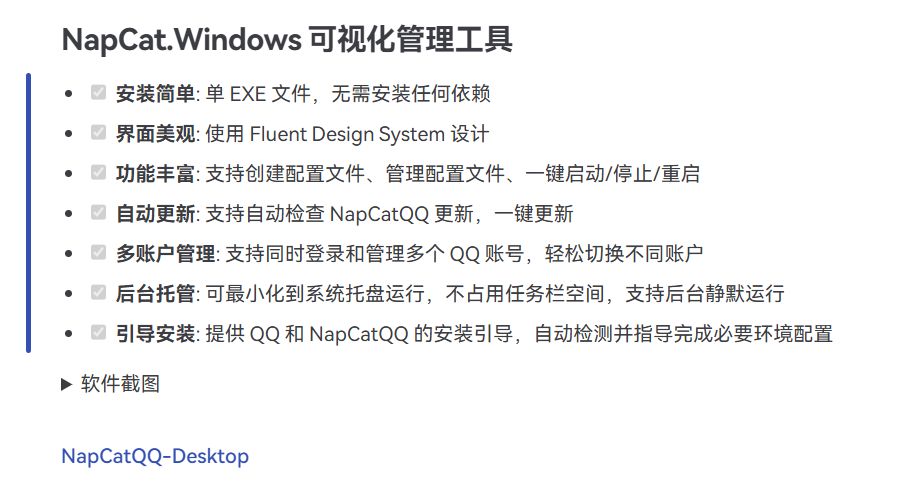 NapCat.Windows 可视化管理工具
安装简单: 单 EXE 文件，无需安装任何依赖
界面美观: 使用 Fluent Design System 设计
功能丰富: 支持创建配置文件、管理配置文件、一键启动/停止/重启
自动更新: 支持自动检查 NapCatQQ 更新，一键更新
多账户管理: 支持同时登录和管理多个 QQ 账号，轻松切换不同账户
后台托管: 可最小化到系统托盘运行，不占用任务栏空间，支持后台静默运行
引导安装: 提供 QQ 和 NapCatQQ 的安装引导，自动检测并指导完成必要环境配置
软件截图
NapCatQQ-Desktop